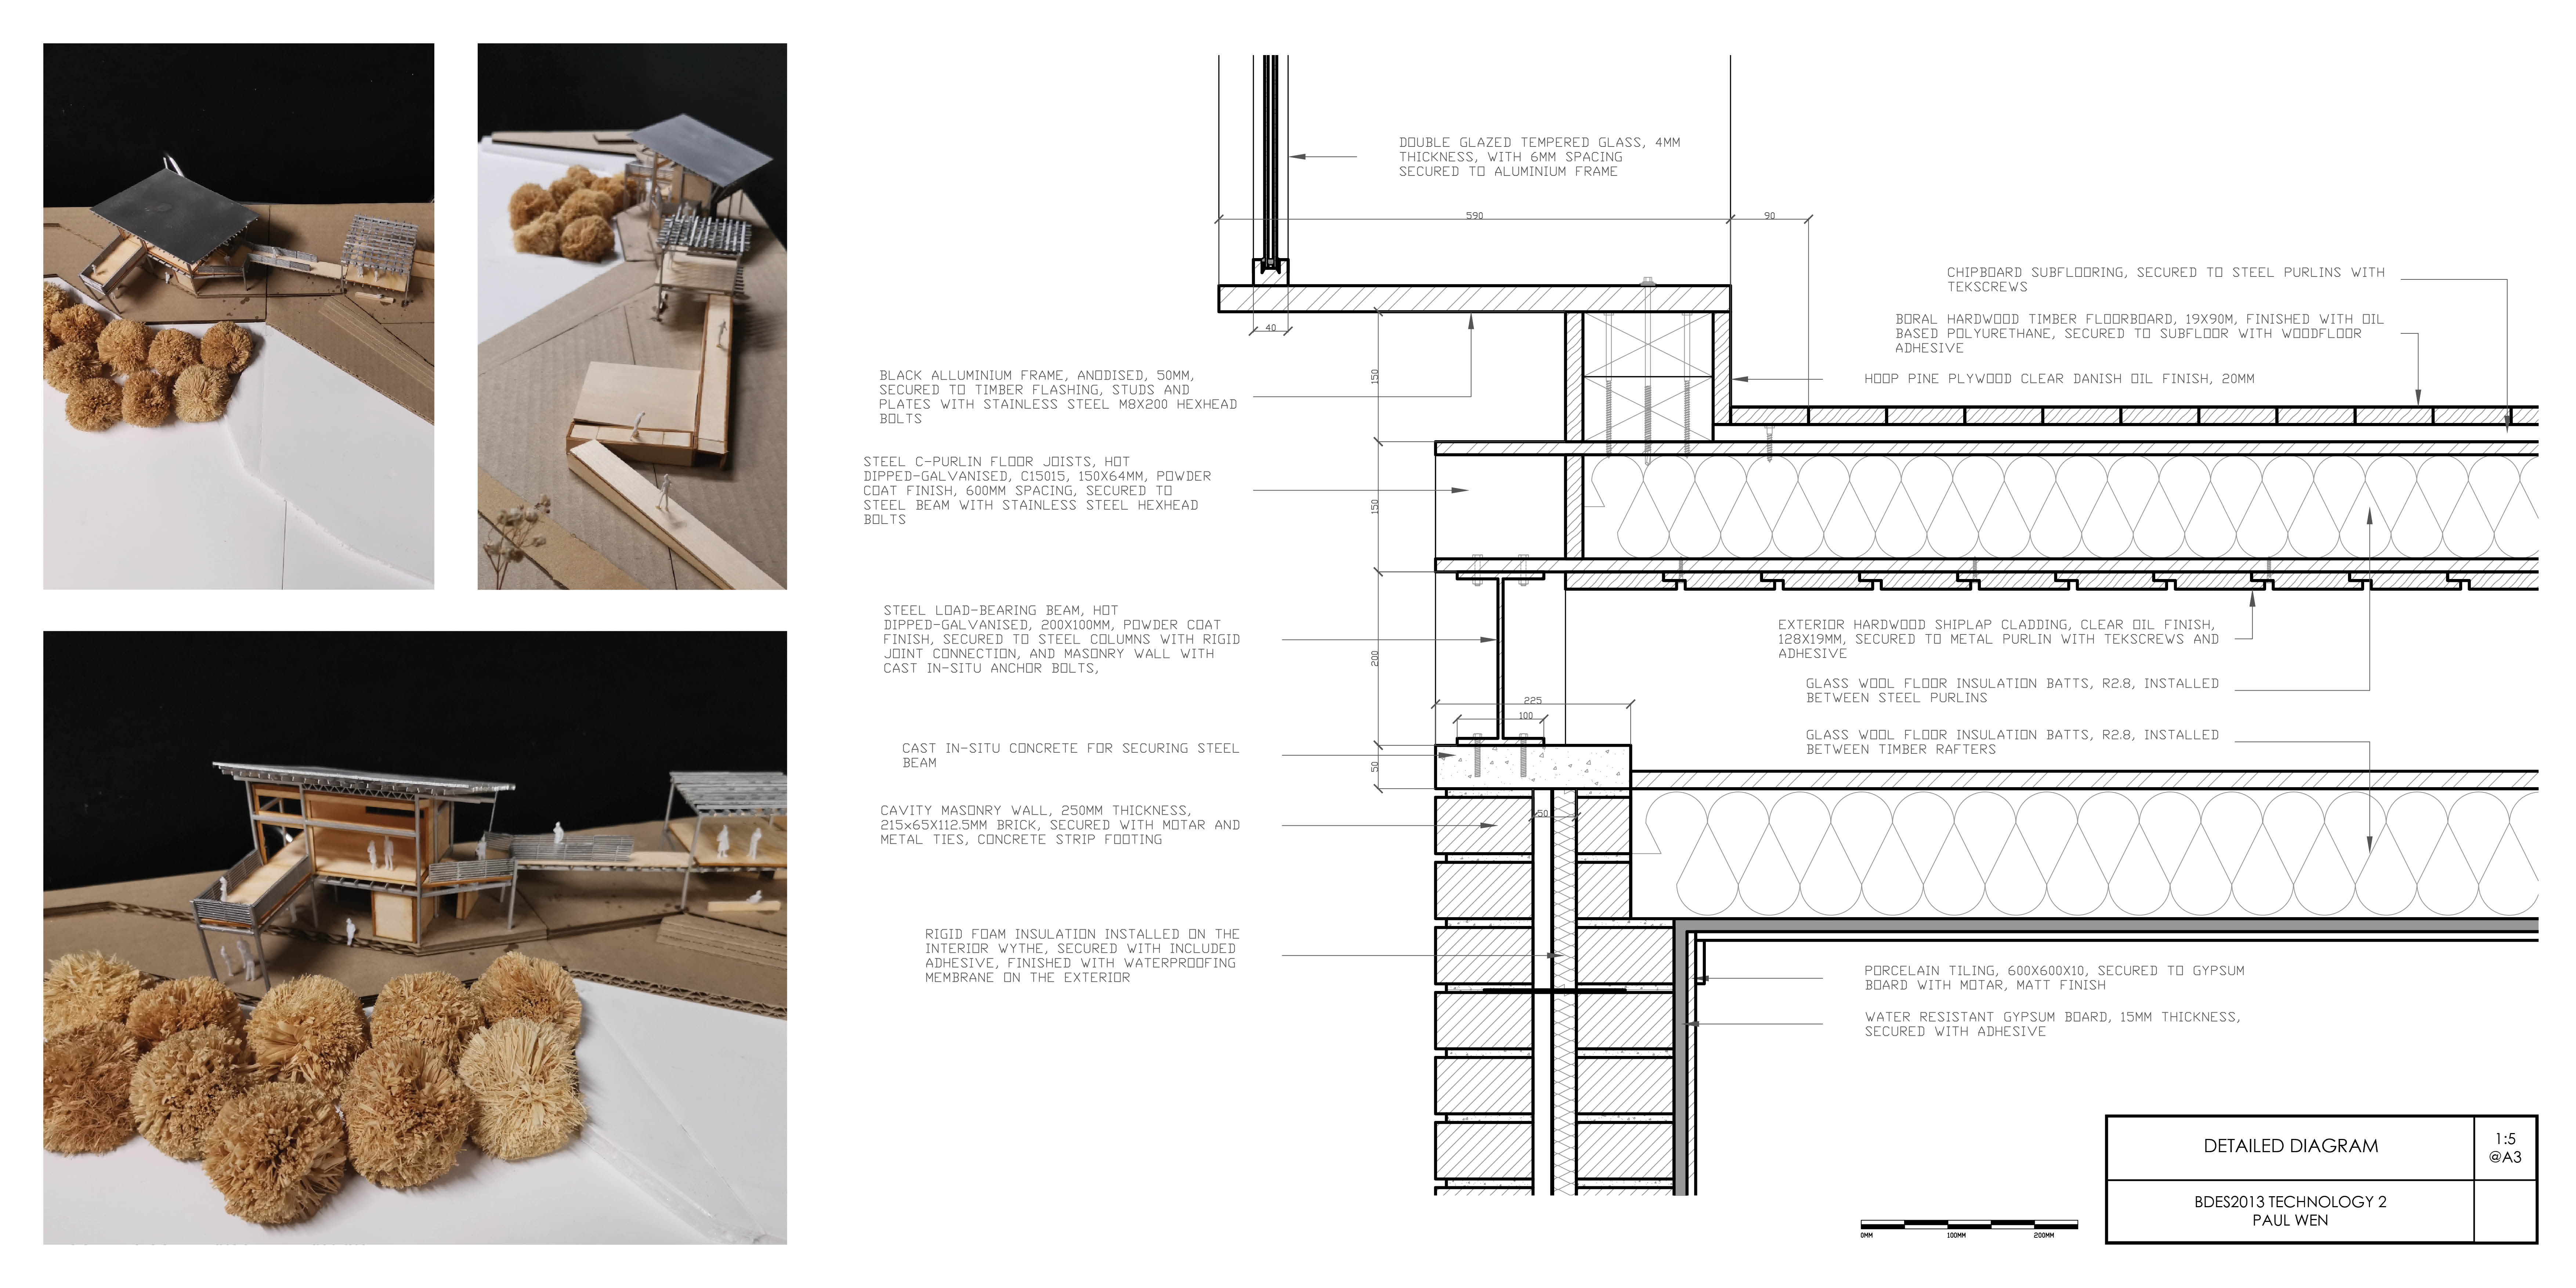 DOUBLE GLAZED TEMPERED GLASS, 4MM
THICKNESS, WITH 6MM SPACING
SECURED TO ALUMINIUM FRAME
590
90
40
CHIPBOARD SUBFLOORING, SECURED TO STEEL PURLINS WITH
TEKSCREWS
BORAL HARDWOOD TIMBER FLOORBOARD, 19X90M, FINISHED WITH OIL
BASED POLYURETHANE, SECURED TO SUBFLOOR WITH WOODFLOOR
ADHESIVE
HOOP PINE PLYWOOD CLEAR DANISH OIL FINISH, 20MM
BLACK ALLUMINIUM FRAME, ANODISED, 50MM,
SECURED TO TIMBER FLASHING, STUDS AND
PLATES WITH STAINLESS STEEL M8X200 HEXHEAD
BOLTS
150
STEEL C-PURLIN FLOOR JOISTS, HOT
DIPPED-GALVANISED, C15015, 150X64MM, POWDER
COAT FINISH, 600MM SPACING, SECURED TO
STEEL BEAM WITH STAINLESS STEEL HEXHEAD
BOLTS
150
STEEL LOAD-BEARING BEAM, HOT
DIPPED-GALVANISED, 200X100MM, POWDER COAT
FINISH, SECURED TO STEEL COLUMNS WITH RIGID
JOINT CONNECTION, AND MASONRY WALL WITH
CAST IN-SITU ANCHOR BOLTS,
200
225
100
EXTERIOR HARDWOOD SHIPLAP CLADDING, CLEAR OIL FINISH,
128X19MM, SECURED TO METAL PURLIN WITH TEKSCREWS AND
ADHESIVE
GLASS WOOL FLOOR INSULATION BATTS, R2.8, INSTALLED
BETWEEN STEEL PURLINS
GLASS WOOL FLOOR INSULATION BATTS, R2.8, INSTALLED
BETWEEN TIMBER RAFTERS
CAST IN-SITU CONCRETE FOR SECURING STEEL
BEAM
50
CAVITY MASONRY WALL, 250MM THICKNESS,
215x65X112.5MM BRICK, SECURED WITH MOTAR AND
METAL TIES, CONCRETE STRIP FOOTING
50
RIGID FOAM INSULATION INSTALLED ON THE
INTERIOR WYTHE, SECURED WITH INCLUDED
ADHESIVE, FINISHED WITH WATERPROOFING
MEMBRANE ON THE EXTERIOR
PORCELAIN TILING, 600X600X10, SECURED TO GYPSUM
BOARD WITH MOTAR, MATT FINISH
WATER RESISTANT GYPSUM BOARD, 15MM THICKNESS,
SECURED WITH ADHESIVE
DETAILED DIAGRAM
1:5
@A3
BDES2013 TECHNOLOGY 2
PAUL WEN
0MM 100MM 200MM